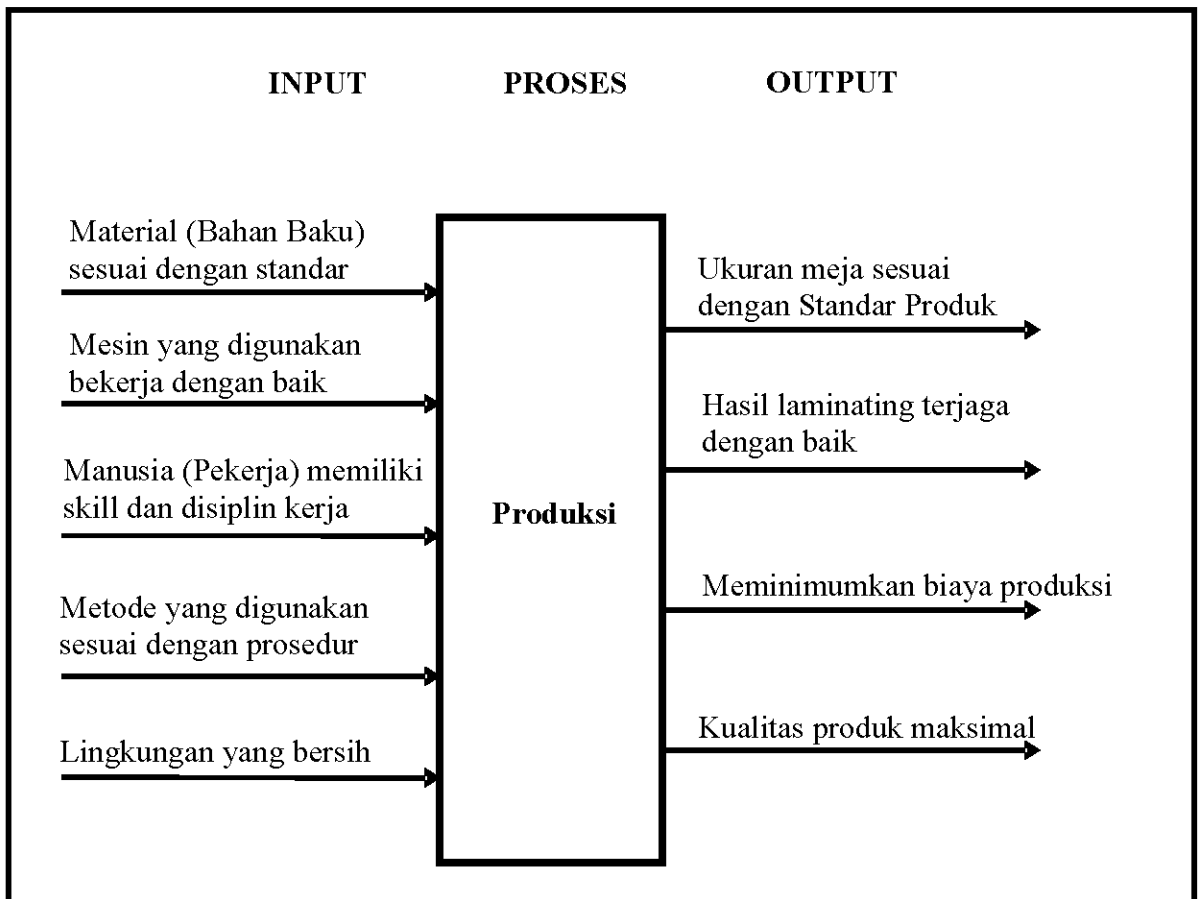 INPUT PROSES OUTPUT
Material (Bahan Baku)
sesuai dengan standar
Mesin yang digunakan
bekerja dengan baik
Manusia (Pekerja) memiliki
skill dan disiplin kerja
Metode yang digunakan
sesuai dengan prosedur
Lingkungan yang bersih
Produksi
Ukuran meja sesuai
dengan Standar Produk
Hasil laminating terjaga
dengan baik
Meminimumkan biaya produksi
Kualitas produk maksimal